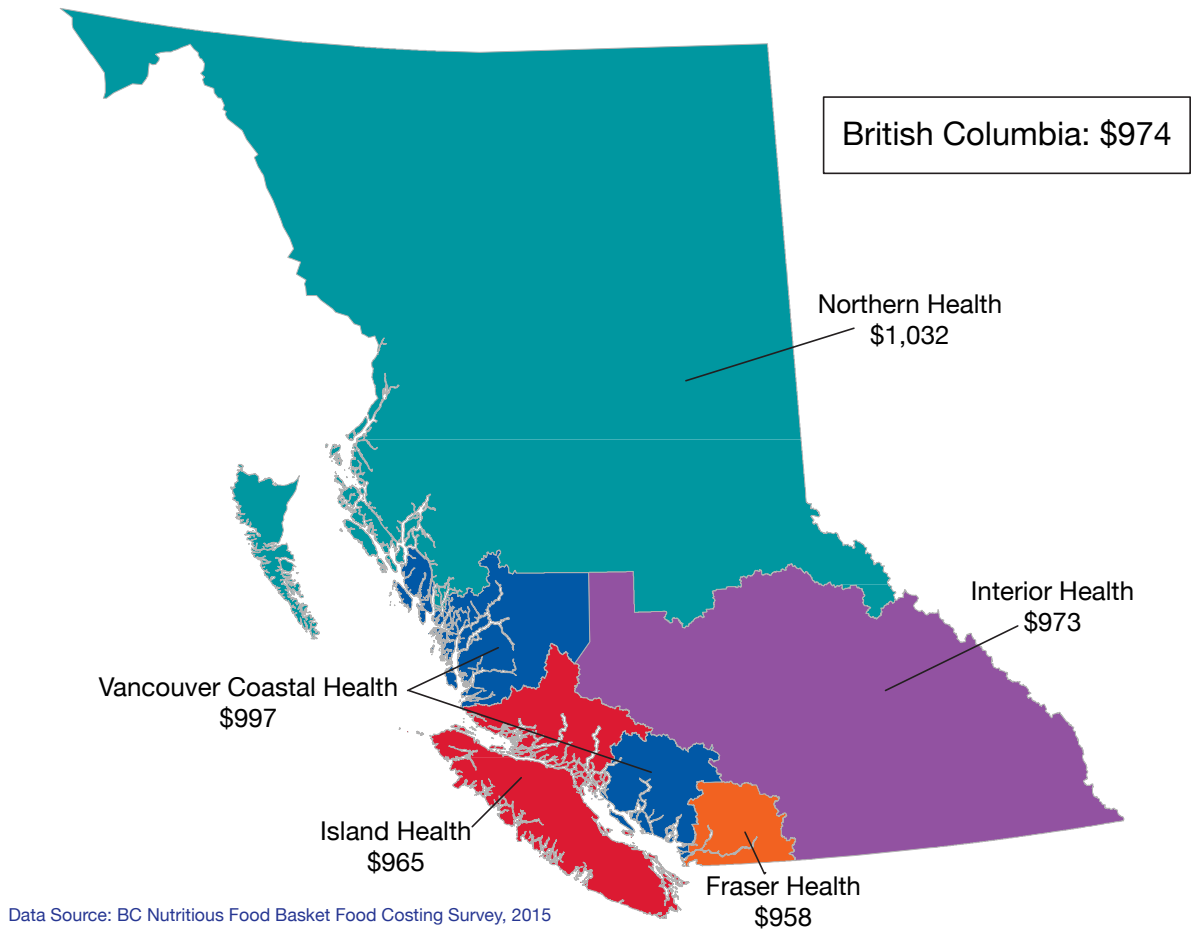 British Columbia: $974
Northern Health
$1,032
Interior Health
$973
Vancouver Coastal Health
$997
Island Health
$965
Fraser Health
$958
Data Source: BC Nutritious Food Basket Food Costing Survey, 2015